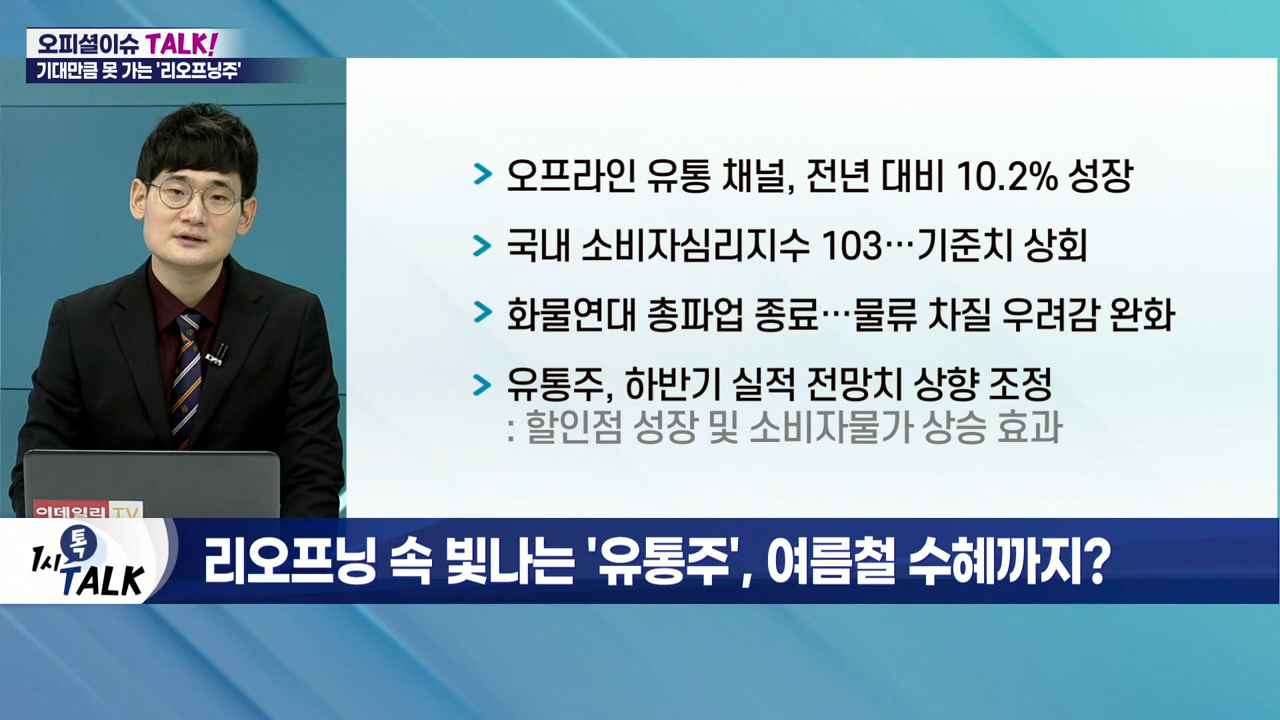 오피셜이슈 TALK!
기대만큼 못 가는 '리오프닝주'
> 오프라인 유통 채널, 전년 대비 10.2% 성장
> 국내 소비자심리지수 103…기준치 상회
> 화물연대 총파업 종료…물류 차질 우려감 완화
> 유통주, 하반기 실적 전망치 상향 조정
: 할인점 성장 및 소비자물가 상승 효과
이데일리 TV
1시 톡 TALK
리오프닝 속 빛나는 '유통주', 여름철 수혜까지?